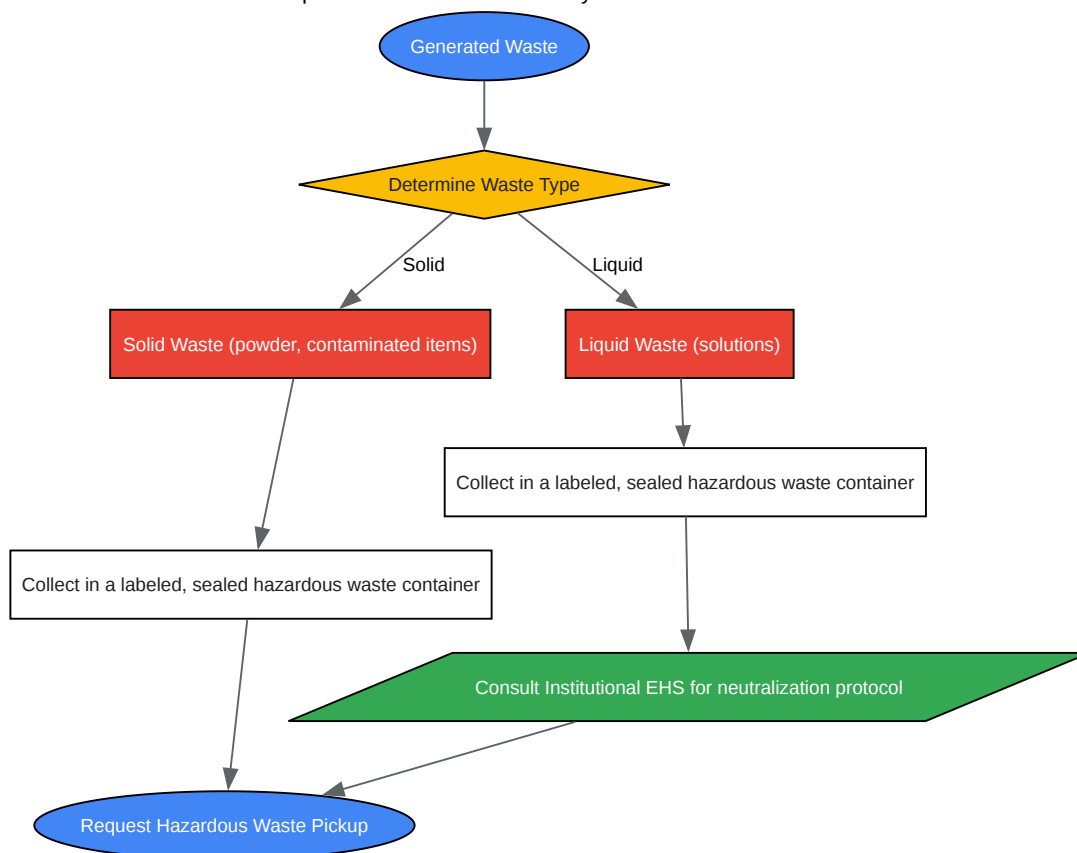 Generated Waste
Determine Waste Type
Solid
Liquid
Solid Waste (powder, contaminated items)
Liquid Waste (solutions)
Collect in a labeled, sealed hazardous waste container
Collect in a labeled, sealed hazardous waste container
Consult Institutional EHS for neutralization protocol
Request Hazardous Waste Pickup